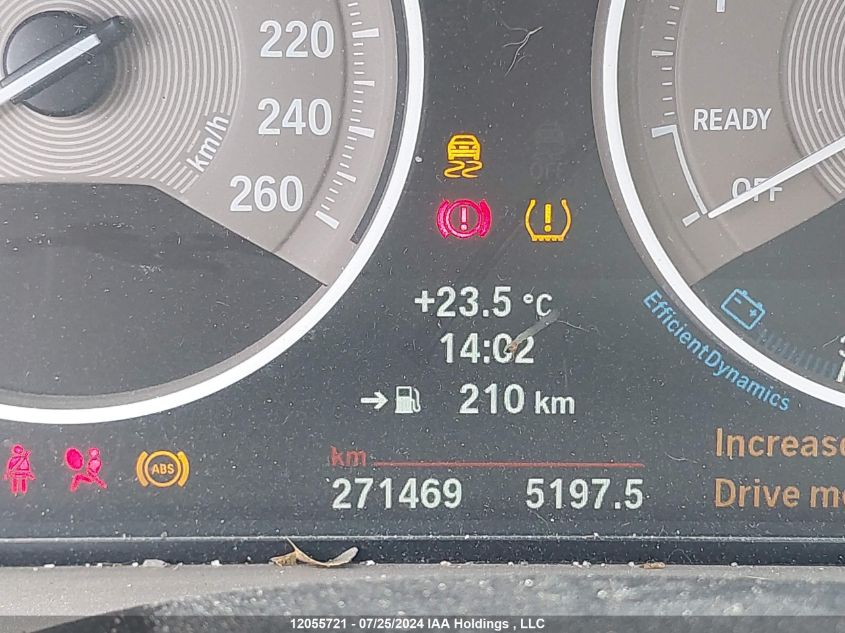 220
240
260
km/h
READY
OFF
OFF
+23.5 °C
14:02
210 km
EfficientDynamics
ABS
km
271469 5197.5
Increase
Drive
12055721 - 07/25/2024 IAA Holdings , LLC